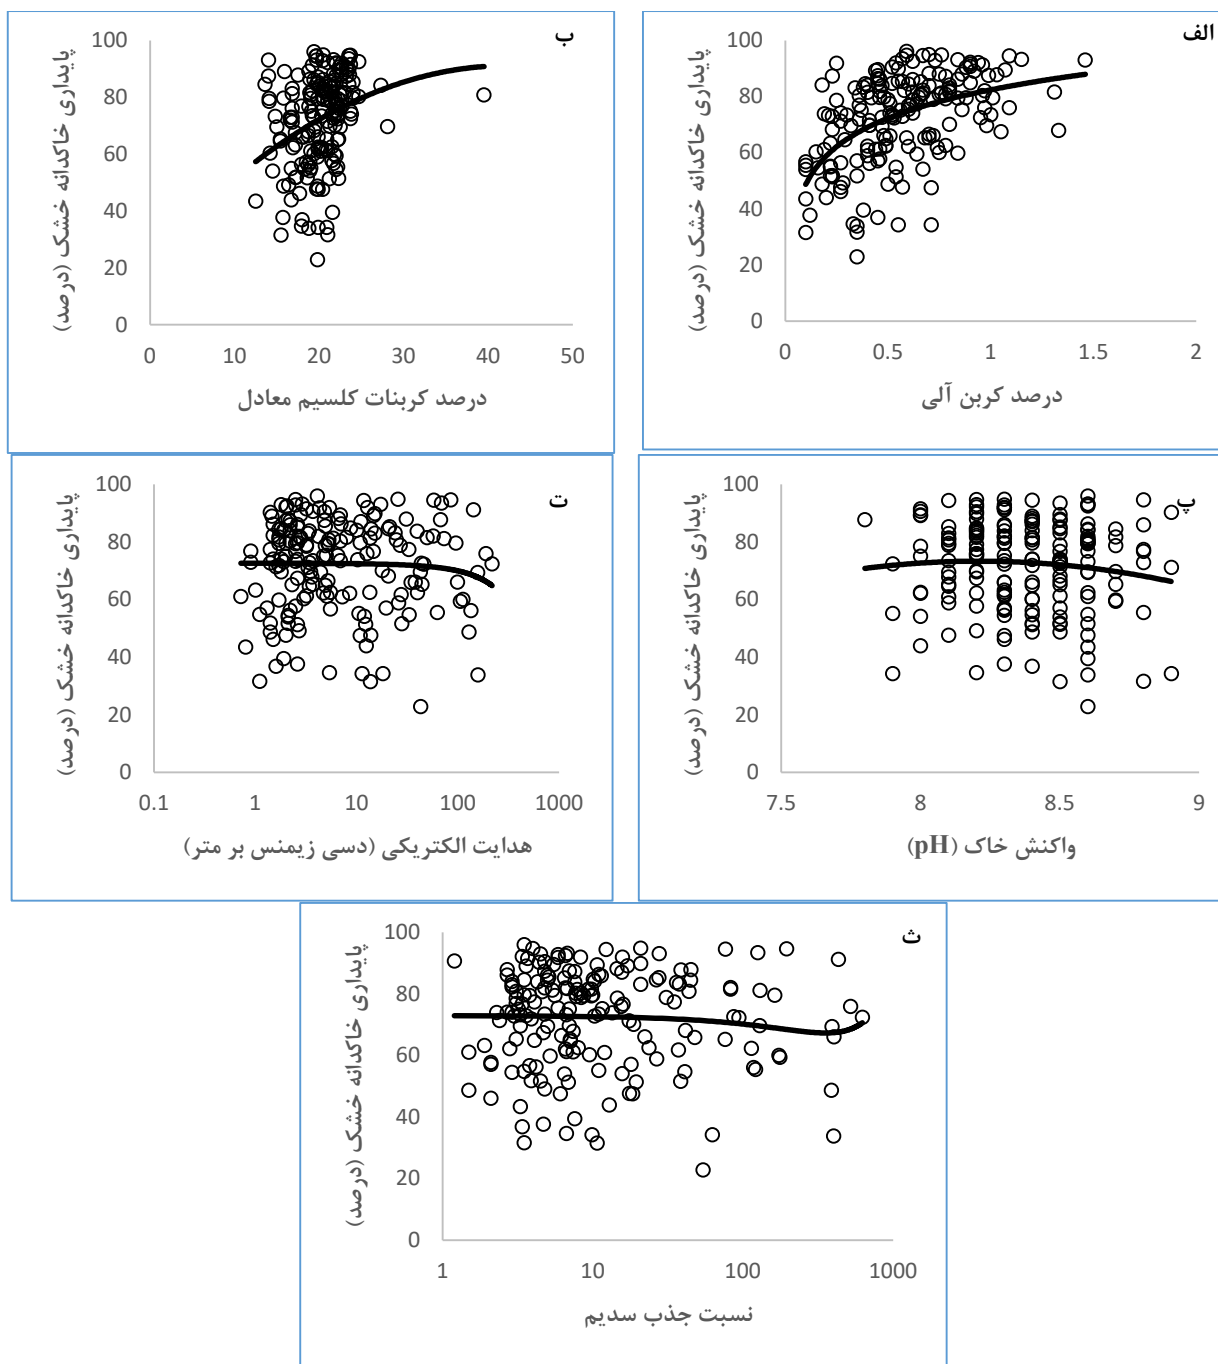 الف
پایداری خاکدانه خشک (درصد)
100
80
60
40
20
0
0 0.5 1 1.5 2
درصد کربن آلی
ب
پایداری خاکدانه خشک (درصد)
100
80
60
40
20
0
0 10 20 30 40 50
درصد کربنات کلسیم معادل
پ
پایداری خاکدانه خشک (درصد)
100
80
60
40
20
0
7.5 8 8.5 9
واکنش خاک (pH)
ت
پایداری خاکدانه خشک (درصد)
100
80
60
40
20
0
0.1 1 10 100 1000
هدایت الکتریکی (دسی زیمنس بر متر)
ث
پایداری خاکدانه خشک (درصد)
100
80
60
40
20
0
1 10 100 1000
نسبت جذب سدیم